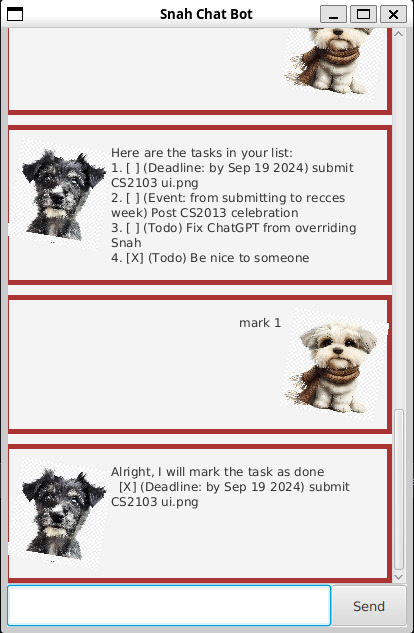 Snah Chat Bot
Here are the tasks in your list:
1. [ ] (Deadline: by Sep 19 2024) submit
CS2103 ui.png
2. [ ] (Event: from submitting to recces
week) Post CS2013 celebration
3. [ ] (Todo) Fix ChatGPT from overriding
Snah
4. [X] (Todo) Be nice to someone
mark 1
Alright, I will mark the task as done
[X] (Deadline: by Sep 19 2024) submit
CS2103 ui.png
Send